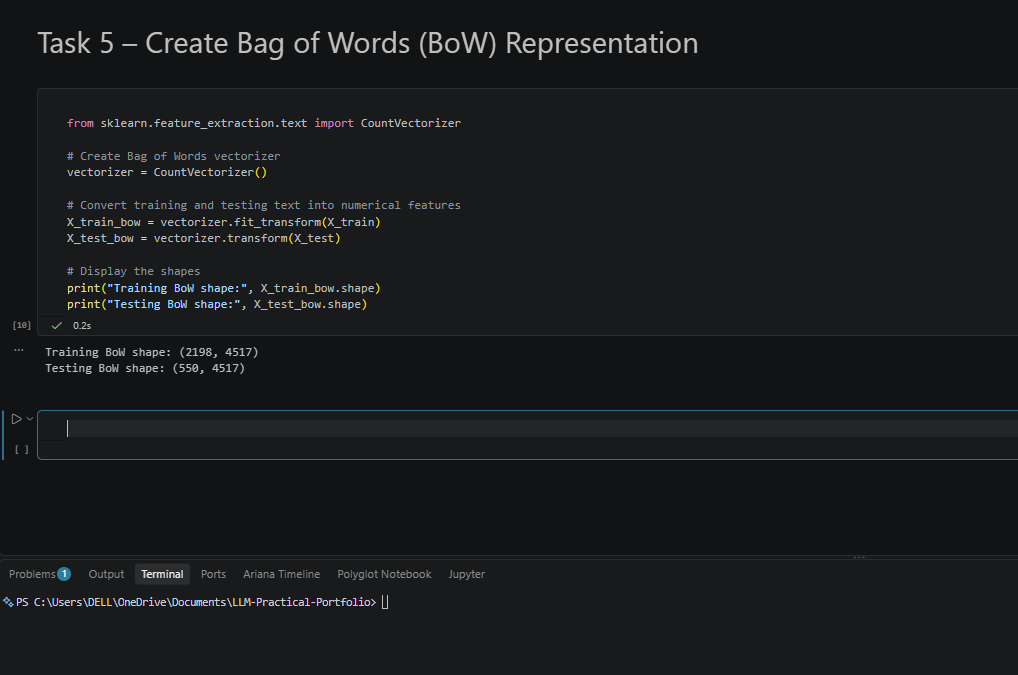 Task 5 – Create Bag of Words (BoW) Representation
from sklearn.feature_extraction.text import CountVectorizer
# Create Bag of Words vectorizer
vectorizer = CountVectorizer()
# Convert training and testing text into numerical features
X_train_bow = vectorizer.fit_transform(X_train)
X_test_bow = vectorizer.transform(X_test)
# Display the shapes
print("Training BoW shape:", X_train_bow.shape)
print("Testing BoW shape:", X_test_bow.shape)
[10] 0.2s
... Training BoW shape: (2198, 4517)
Testing BoW shape: (550, 4517)
[ ]
Problems 1 Output Terminal Ports Ariana Timeline Polyglot Notebook Jupyter
PS C:\Users\DELL\OneDrive\Documents\LLM-Practical-Portfolio>